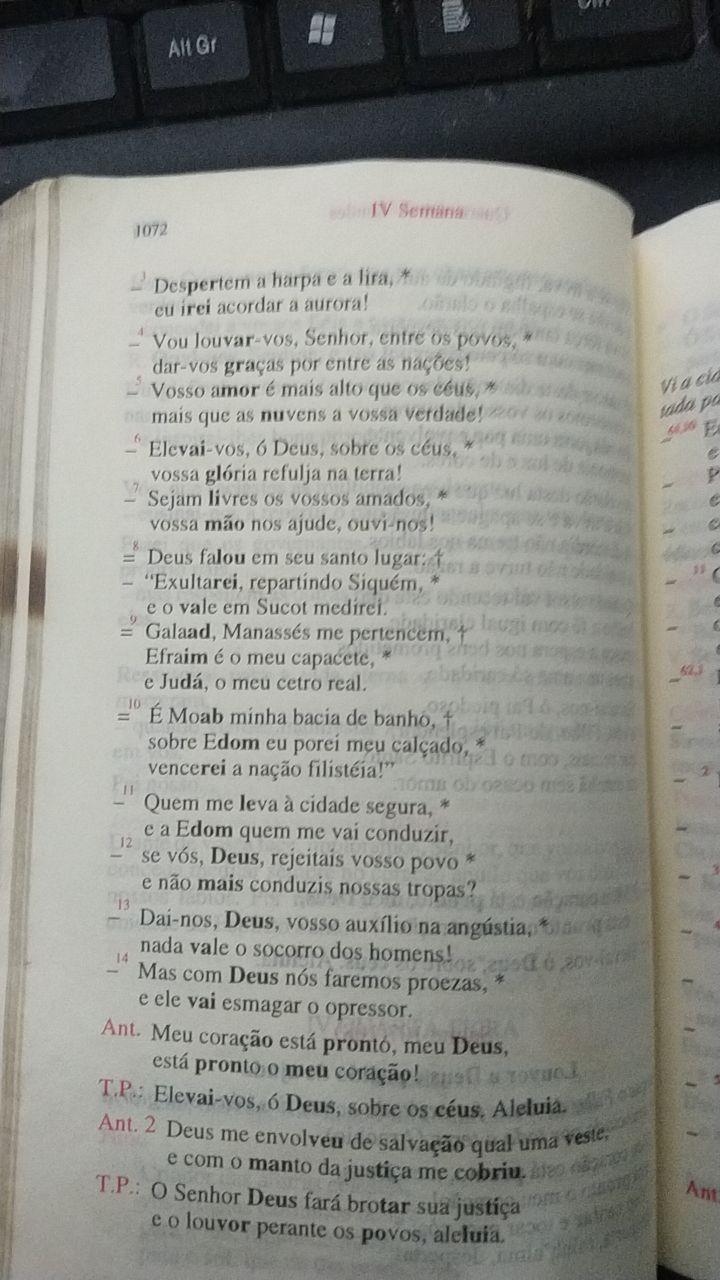 Alt Gr
1072
IV Semana
– 3 Despertem a harpa e a lira, *
eu irei acordar a aurora!
– 4 Vou louvar-vos, Senhor, entre os povos, *
dar-vos graças por entre as nações!
– 5 Vosso amor é mais alto que os céus, *
mais que as nuvens a vossa verdade!
– 6 Elevai-vos, ó Deus, sobre os céus, *
vossa glória refulja na terra!
– 7 Sejam livres os vossos amados, *
vossa mão nos ajude, ouvi-nos!
= 8 Deus falou em seu santo lugar: †
– “Exultarei, repartindo Siquém, *
e o vale em Sucot medirei.
= 9 Galaad, Manassés me pertencem, †
Efraim é o meu capacete, *
e Judá, o meu cetro real.
= 10 É Moab minha bacia de banho, †
sobre Edom eu porei meu calçado, *
vencerei a nação filistéia!”
– 11 Quem me leva à cidade segura, *
e a Edom quem me vai conduzir,
– 12 se vós, Deus, rejeitais vosso povo *
e não mais conduzis nossas tropas?
– 13 Dai-nos, Deus, vosso auxílio na angústia, *
nada vale o socorro dos homens!
– 14 Mas com Deus nós faremos proezas, *
e ele vai esmagar o opressor.
Ant. Meu coração está pronto, meu Deus,
está pronto o meu coração!
T.P.: Elevai-vos, ó Deus, sobre os céus. Aleluia.
Ant. 2 Deus me envolveu de salvação qual uma veste,
e com o manto da justiça me cobriu.
T.P.: O Senhor Deus fará brotar sua justiça
e o louvor perante os povos, aleluia.
Vi a
Ant